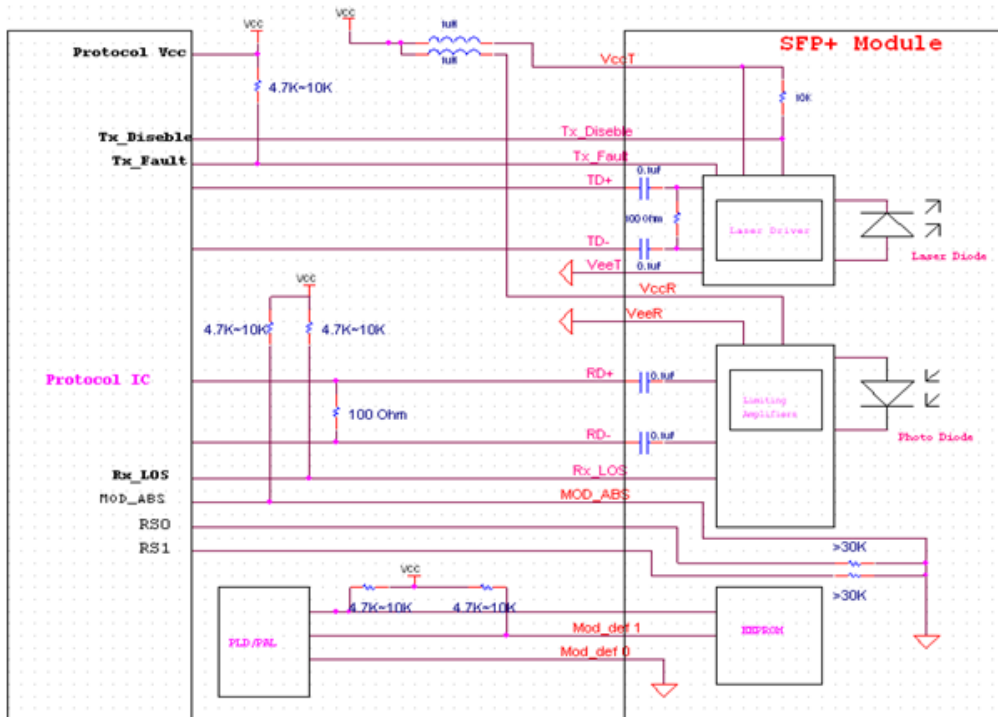 Vcc
Vcc
1uH
1uH
SFP+ Module
Protocol Vcc
VccT
4.7K~10K
10K
Tx_Diseble
Tx_Diseble
Tx_Fault
Tx_Fault
0.1uF
TD+
100 Ohm
Laser Driver
TD-
0.1uF
Laser Diode
VeeT
Vcc
VccR
VeeR
4.7K~10K
4.7K~10K
Protocol IC
RD+
0.1uF
Limiting
Amplifiers
100 Ohm
RD-
0.1uF
Photo Diode
Rx_LOS
Rx_LOS
MOD_ABS
MOD_ABS
RS0
RS1
>30K
>30K
Vcc
4.7K~10K
4.7K~10K
PLD/PAL
Mod_def 1
EEPROM
Mod_def 0